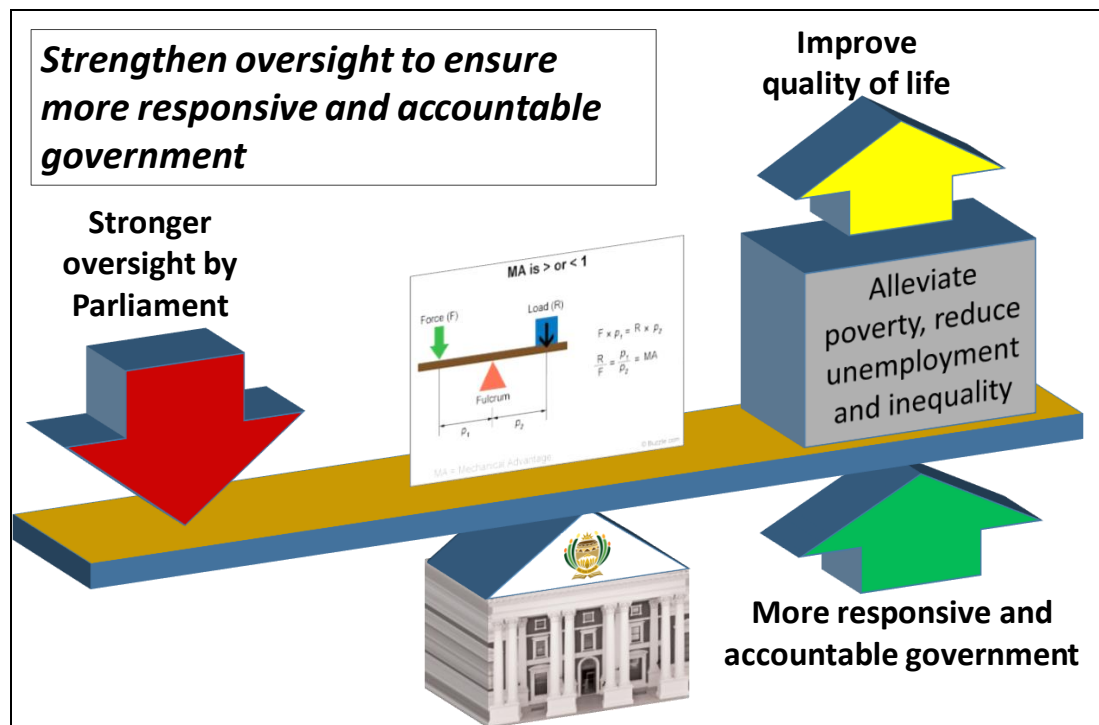 Strengthen oversight to ensure
more responsive and accountable
government
Improve
quality of life
Stronger
oversight by
Parliament
MA is > or < 1
Force (F)
Load (R)
F × p₁ = R × p₂
R/F = p₁/p₂ = MA
Fulcrum
p₁
p₂
© Buzzle.com
MA = Mechanical Advantage
Alleviate
poverty, reduce
unemployment
and inequality
More responsive and
accountable government